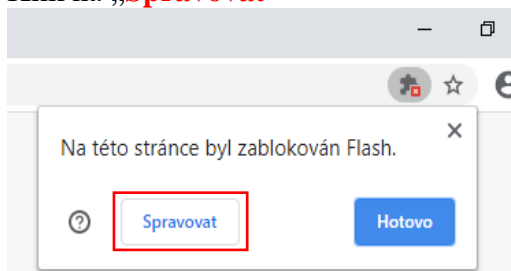 „Spravovat
Na této stránce byl zablokován Flash.
Spravovat
Hotovo